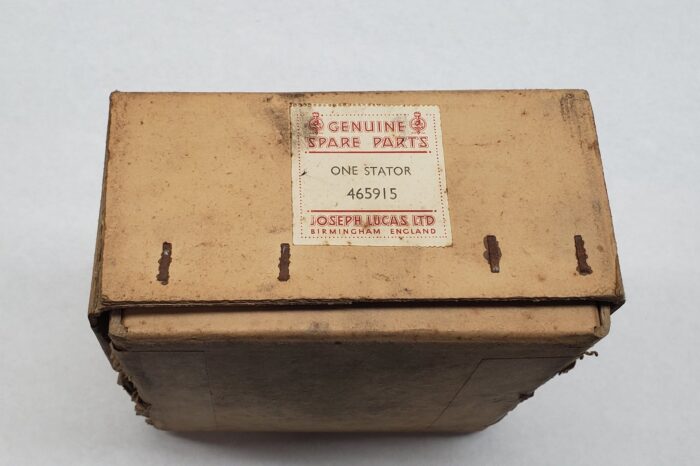 GENUINE
SPARE PARTS
ONE STATOR
465915
JOSEPH LUCAS LTD
BIRMINGHAM ENGLAND